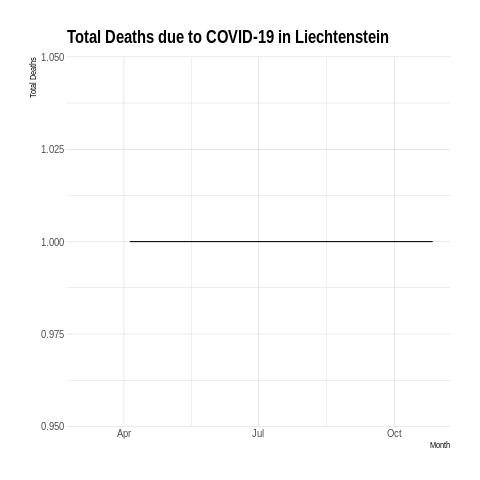 Total Deaths due to COVID-19 in Liechtenstein
Total Deaths
1.050
1.025
1.000
0.975
0.950
Apr Jul Oct
Month